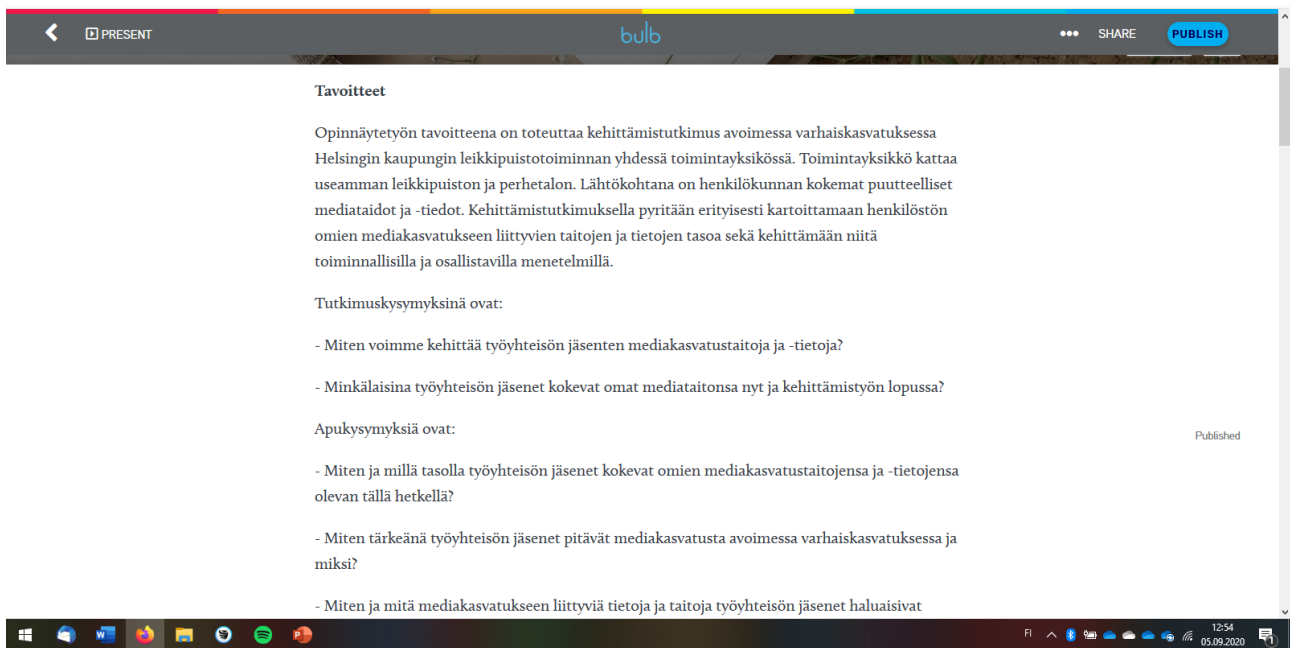 PRESENT
bulb
SHARE
PUBLISH
Tavoitteet
Opinnäytetyön tavoitteena on toteuttaa kehittämistutkimus avoimessa varhaiskasvatuksessa
Helsingin kaupungin leikkipuistotoiminnan yhdessä toimintayksikössä. Toimintayksikkö kattaa
useamman leikkipuiston ja perhetalon. Lähtökohtana on henkilökunnan kokemat puutteelliset
mediataidot ja -tiedot. Kehittämistutkimuksella pyritään erityisesti kartoittamaan henkilöstön
omien mediakasvatukseen liittyvien taitojen ja tietojen tasoa sekä kehittämään niitä
toiminnallisilla ja osallistavilla menetelmillä.
Tutkimuskysymyksinä ovat:
- Miten voimme kehittää työyhteisön jäsenten mediakasvatustaitoja ja -tietoja?
- Minkälaisina työyhteisön jäsenet kokevat omat mediataitonsa nyt ja kehittämistyön lopussa?
Apukysymyksiä ovat:
Published
- Miten ja millä tasolla työyhteisön jäsenet kokevat omien mediakasvatustaitojensa ja -tietojensa
olevan tällä hetkellä?
- Miten tärkeänä työyhteisön jäsenet pitävät mediakasvatusta avoimessa varhaiskasvatuksessa ja
miksi?
- Miten ja mitä mediakasvatukseen liittyviä tietoja ja taitoja työyhteisön jäsenet haluaisivat
FI
12:54
05.09.2020